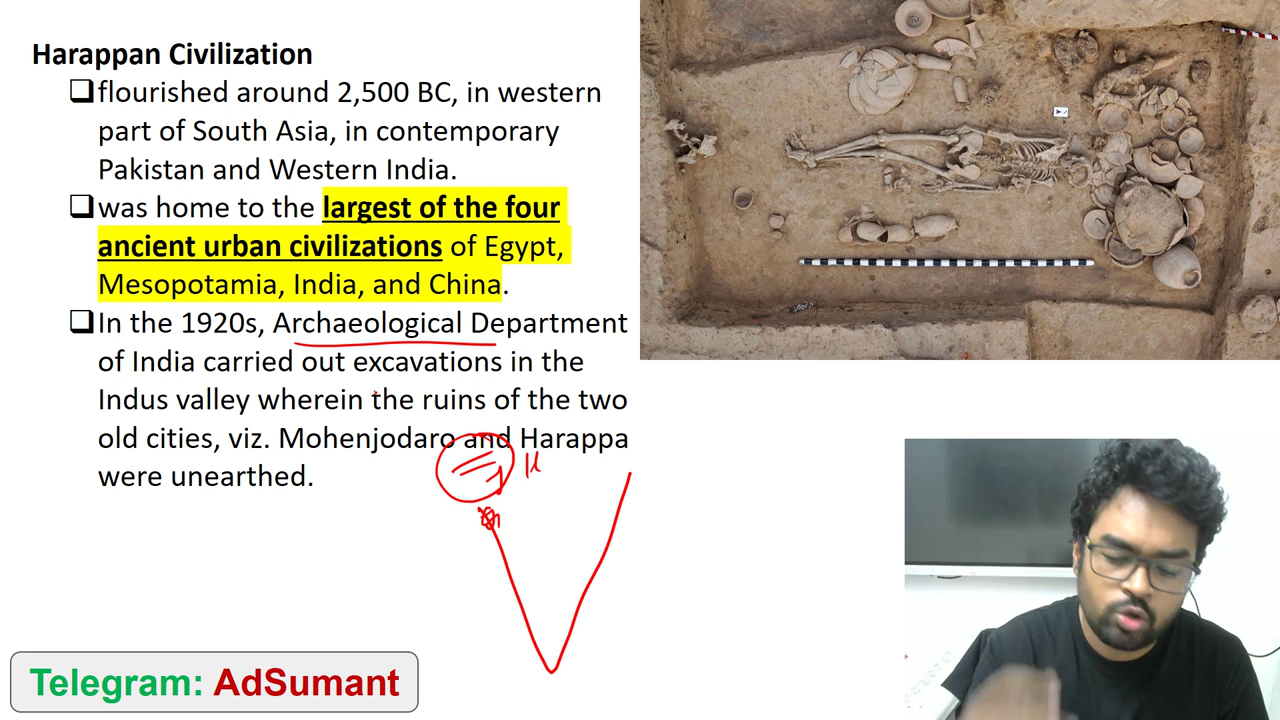 Harappan Civilization
❑flourished around 2,500 BC, in western
part of South Asia, in contemporary
Pakistan and Western India.
❑was home to the largest of the four
ancient urban civilizations of Egypt,
Mesopotamia, India, and China.
❑In the 1920s, Archaeological Department
of India carried out excavations in the
Indus valley wherein the ruins of the two
old cities, viz. Mohenjodaro and Harappa
were unearthed.
Telegram: AdSumant